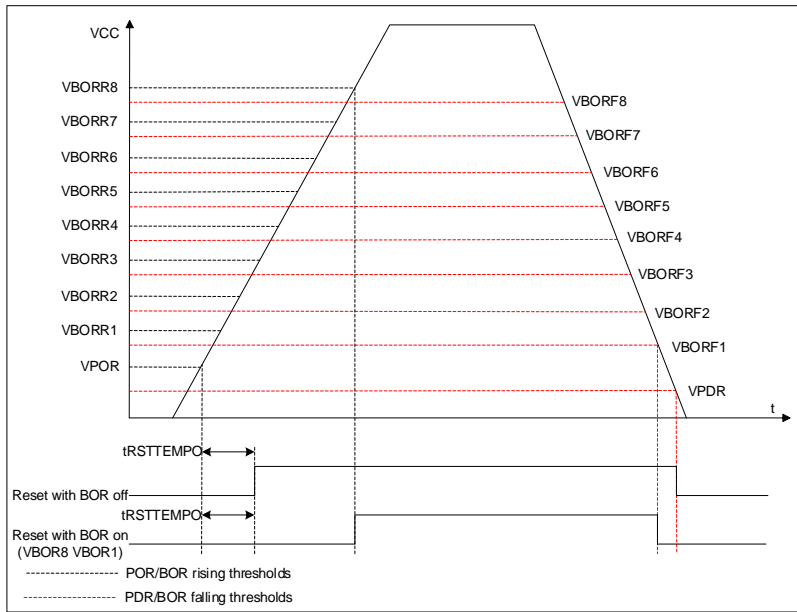 VCC
VBORR8
VBORF8
VBORR7
VBORF7
VBORR6
VBORF6
VBORR5
VBORF5
VBORR4
VBORF4
VBORR3
VBORF3
VBORR2
VBORF2
VBORR1
VBORF1
VPOR
VPDR
t
tRSTTEMPO
Reset with BOR off
tRSTTEMPO
Reset with BOR on
(VBOR8 VBOR1)
POR/BOR rising thresholds
PDR/BOR falling thresholds